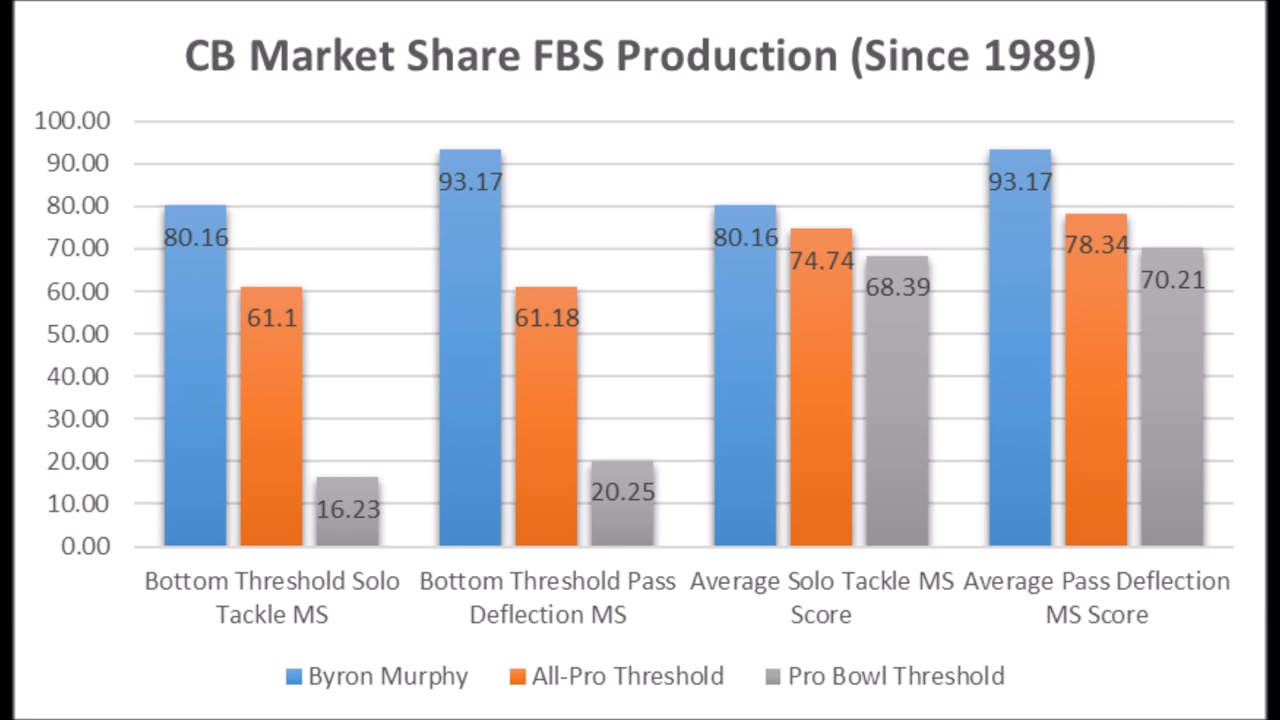 CB Market Share FBS Production (Since 1989)
100.00
90.00
80.00
70.00
60.00
50.00
40.00
30.00
20.00
10.00
0.00
80.16
61.1
16.23
93.17
61.18
20.25
80.16
74.74
68.39
93.17
78.34
70.21
Bottom Threshold Solo
Tackle MS
Bottom Threshold Pass
Deflection MS
Average Solo Tackle MS
Score
Average Pass Deflection
MS Score
Byron Murphy
All-Pro Threshold
Pro Bowl Threshold